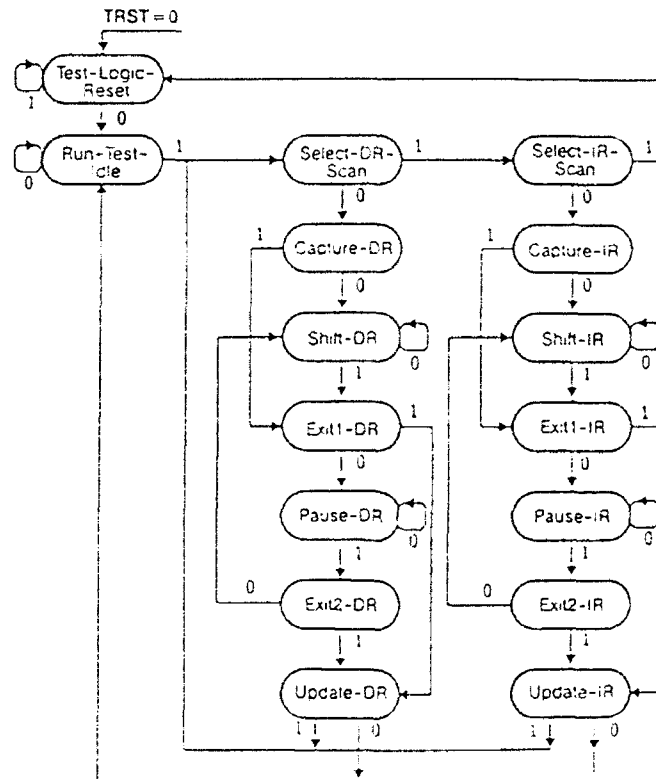 TRST = 0
Test-Logic-
Reset
1
0
Run-Test-
Idle
0
1
Select-DR-
Scan
1
Select-IR-
Scan
1
0
0
1
Capture-DR
1
Capture-IR
0
0
Shift-DR
0
Shift-IR
0
1
1
Exit1-DR
1
Exit1-IR
1
0
0
Pause-DR
0
Pause-IR
0
1
1
0
Exit2-DR
0
Exit2-IR
1
1
Update-DR
Update-IR
1
0
1
0